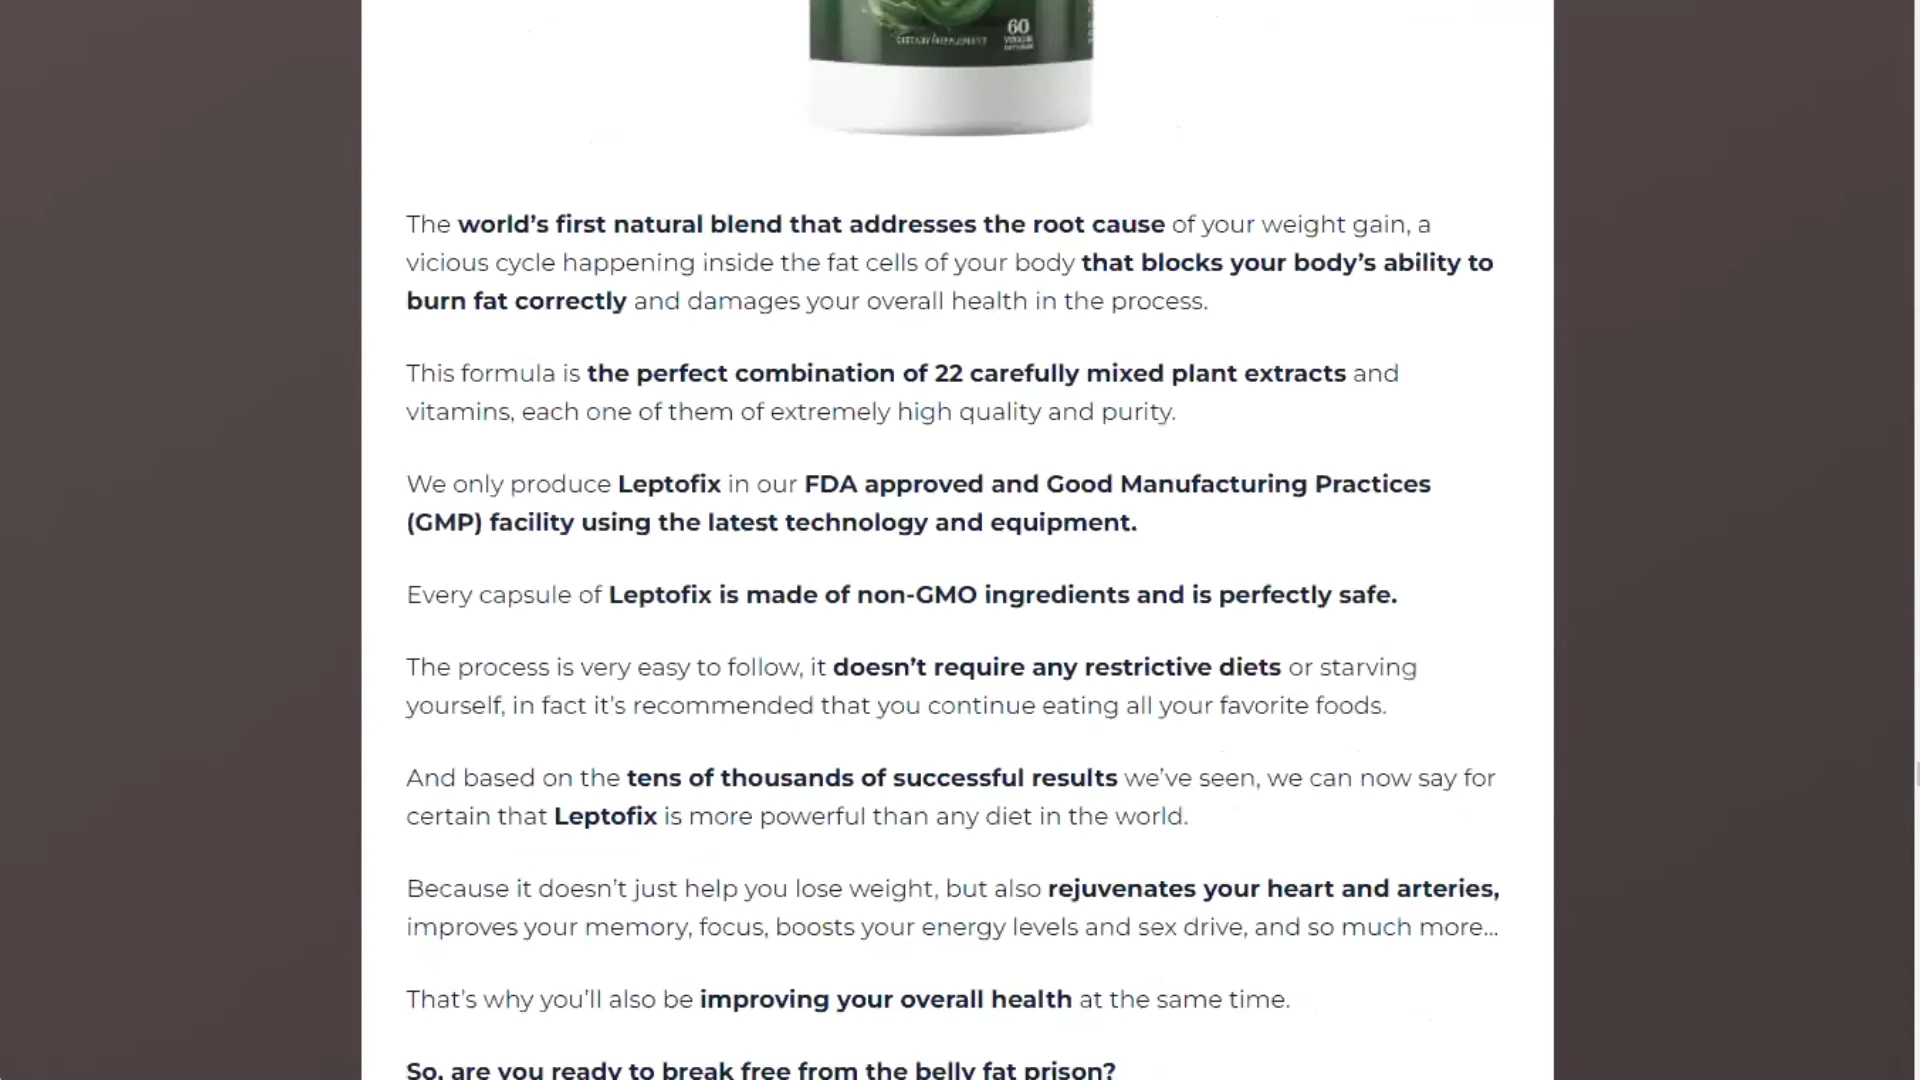 DIETARY SUPPLEMENT
60
The world’s first natural blend that addresses the root cause of your weight gain, a
vicious cycle happening inside the fat cells of your body that blocks your body’s ability to
burn fat correctly and damages your overall health in the process.
This formula is the perfect combination of 22 carefully mixed plant extracts and
vitamins, each one of them of extremely high quality and purity.
We only produce Leptofix in our FDA approved and Good Manufacturing Practices
(GMP) facility using the latest technology and equipment.
Every capsule of Leptofix is made of non-GMO ingredients and is perfectly safe.
The process is very easy to follow, it doesn’t require any restrictive diets or starving
yourself, in fact it’s recommended that you continue eating all your favorite foods.
And based on the tens of thousands of successful results we’ve seen, we can now say for
certain that Leptofix is more powerful than any diet in the world.
Because it doesn’t just help you lose weight, but also rejuvenates your heart and arteries,
improves your memory, focus, boosts your energy levels and sex drive, and so much more...
That’s why you’ll also be improving your overall health at the same time.
So, are you ready to break free from the belly fat prison?